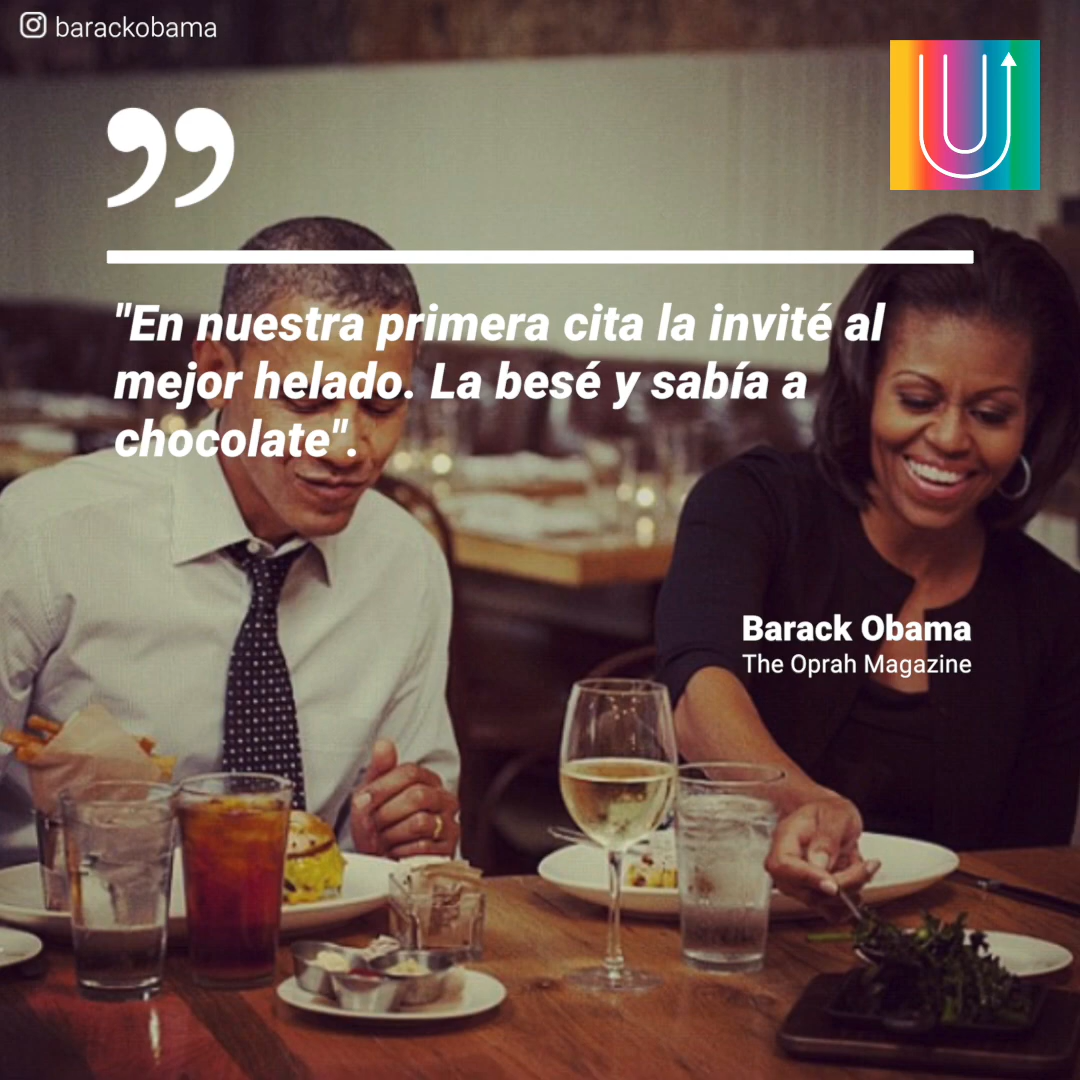 barackobama
U
"En nuestra primera cita la invité al
mejor helado. La besé y sabía a
chocolate".
Barack Obama
The Oprah Magazine